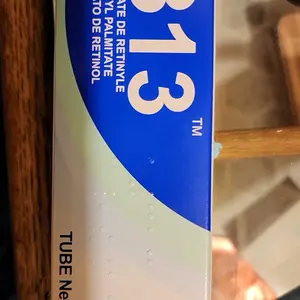 313™
ATE DE RETINYLE
YL PALMITATE
ATO DE RETINOL
TUBE Ne